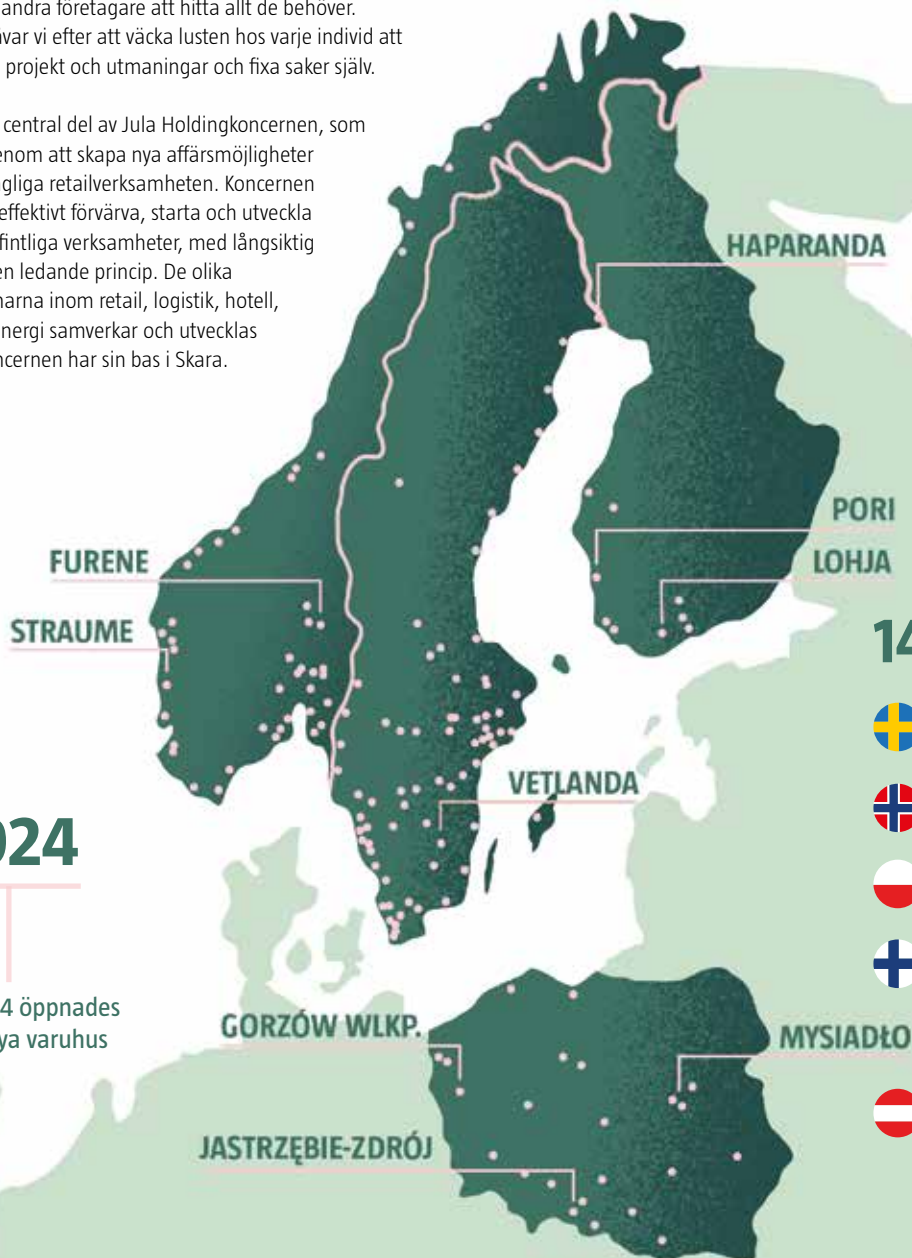 andra företagare att hitta allt de behöver.
var vi efter att väcka lusten hos varje individ att
projekt och utmaningar och fixa saker själv.
central del av Jula Holdingkoncernen, som
enom att skapa nya affärsmöjligheter
gliga retailverksamheten. Koncernen
effektivt förvärva, starta och utveckla
fintliga verksamheter, med långsiktig
en ledande princip. De olika
narna inom retail, logistik, hotell,
nergi samverkar och utvecklas
ncernen har sin bas i Skara.
HAPARANDA
PORI
LOHJA
FURENE
STRAUME
14
VETLANDA
024
4 öppnades
ya varuhus
GORZÓW WLKP.
MYSIADŁO
JASTRZĘBIE-ZDRÓJ